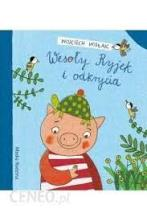 WOJCIECH WIDŁAK
Wesoły Ryjek
i odkrycia
CENEO.pl